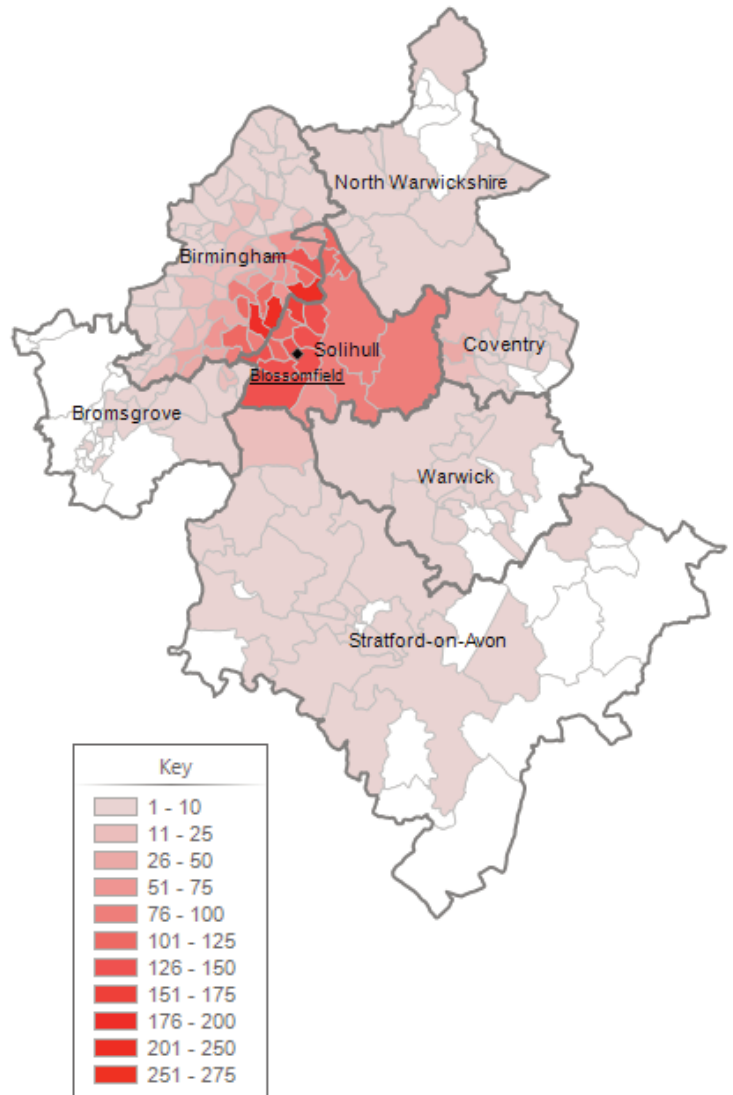 North Warwickshire
Birmingham
Solihull
Coventry
Blossomfield
Bromsgrove
Warwick
Stratford-on-Avon
Key
1 - 10
11 - 25
26 - 50
51 - 75
76 - 100
101 - 125
126 - 150
151 - 175
176 - 200
201 - 250
251 - 275